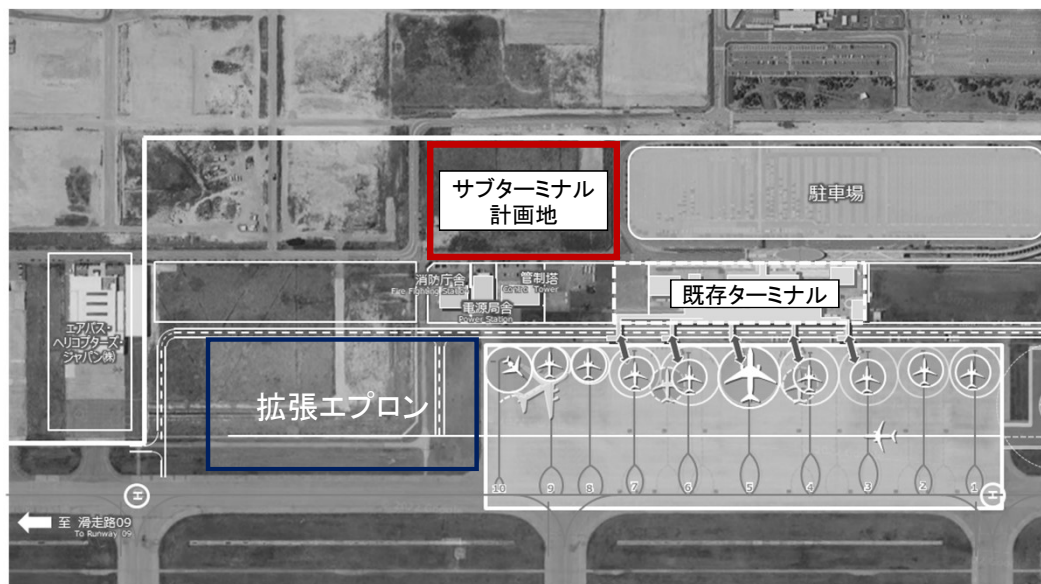 サブターミナル
計画地
駐車場
消防庁舎
Fire Fighting Station
管制塔
Control Tower
電源局舎
Power Station
既存ターミナル
エアバス・
ヘリコプターズ・
ジャパン㈱
拡張エプロン
10
9
8
7
6
5
4
3
2
1
H
H
至 滑走路09
To Runway 09